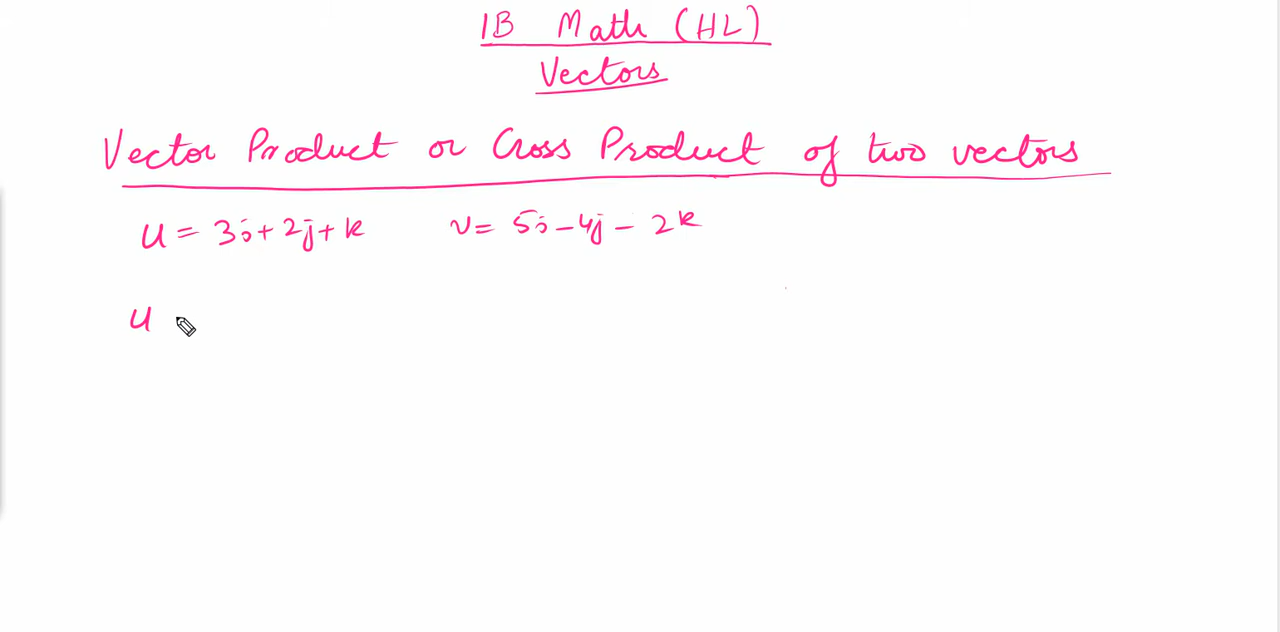 IB Math (HL)
Vectors
Vector Product or Cross Product of two vectors
u = 3i + 2j + k v = 5i - 4j - 2k
u